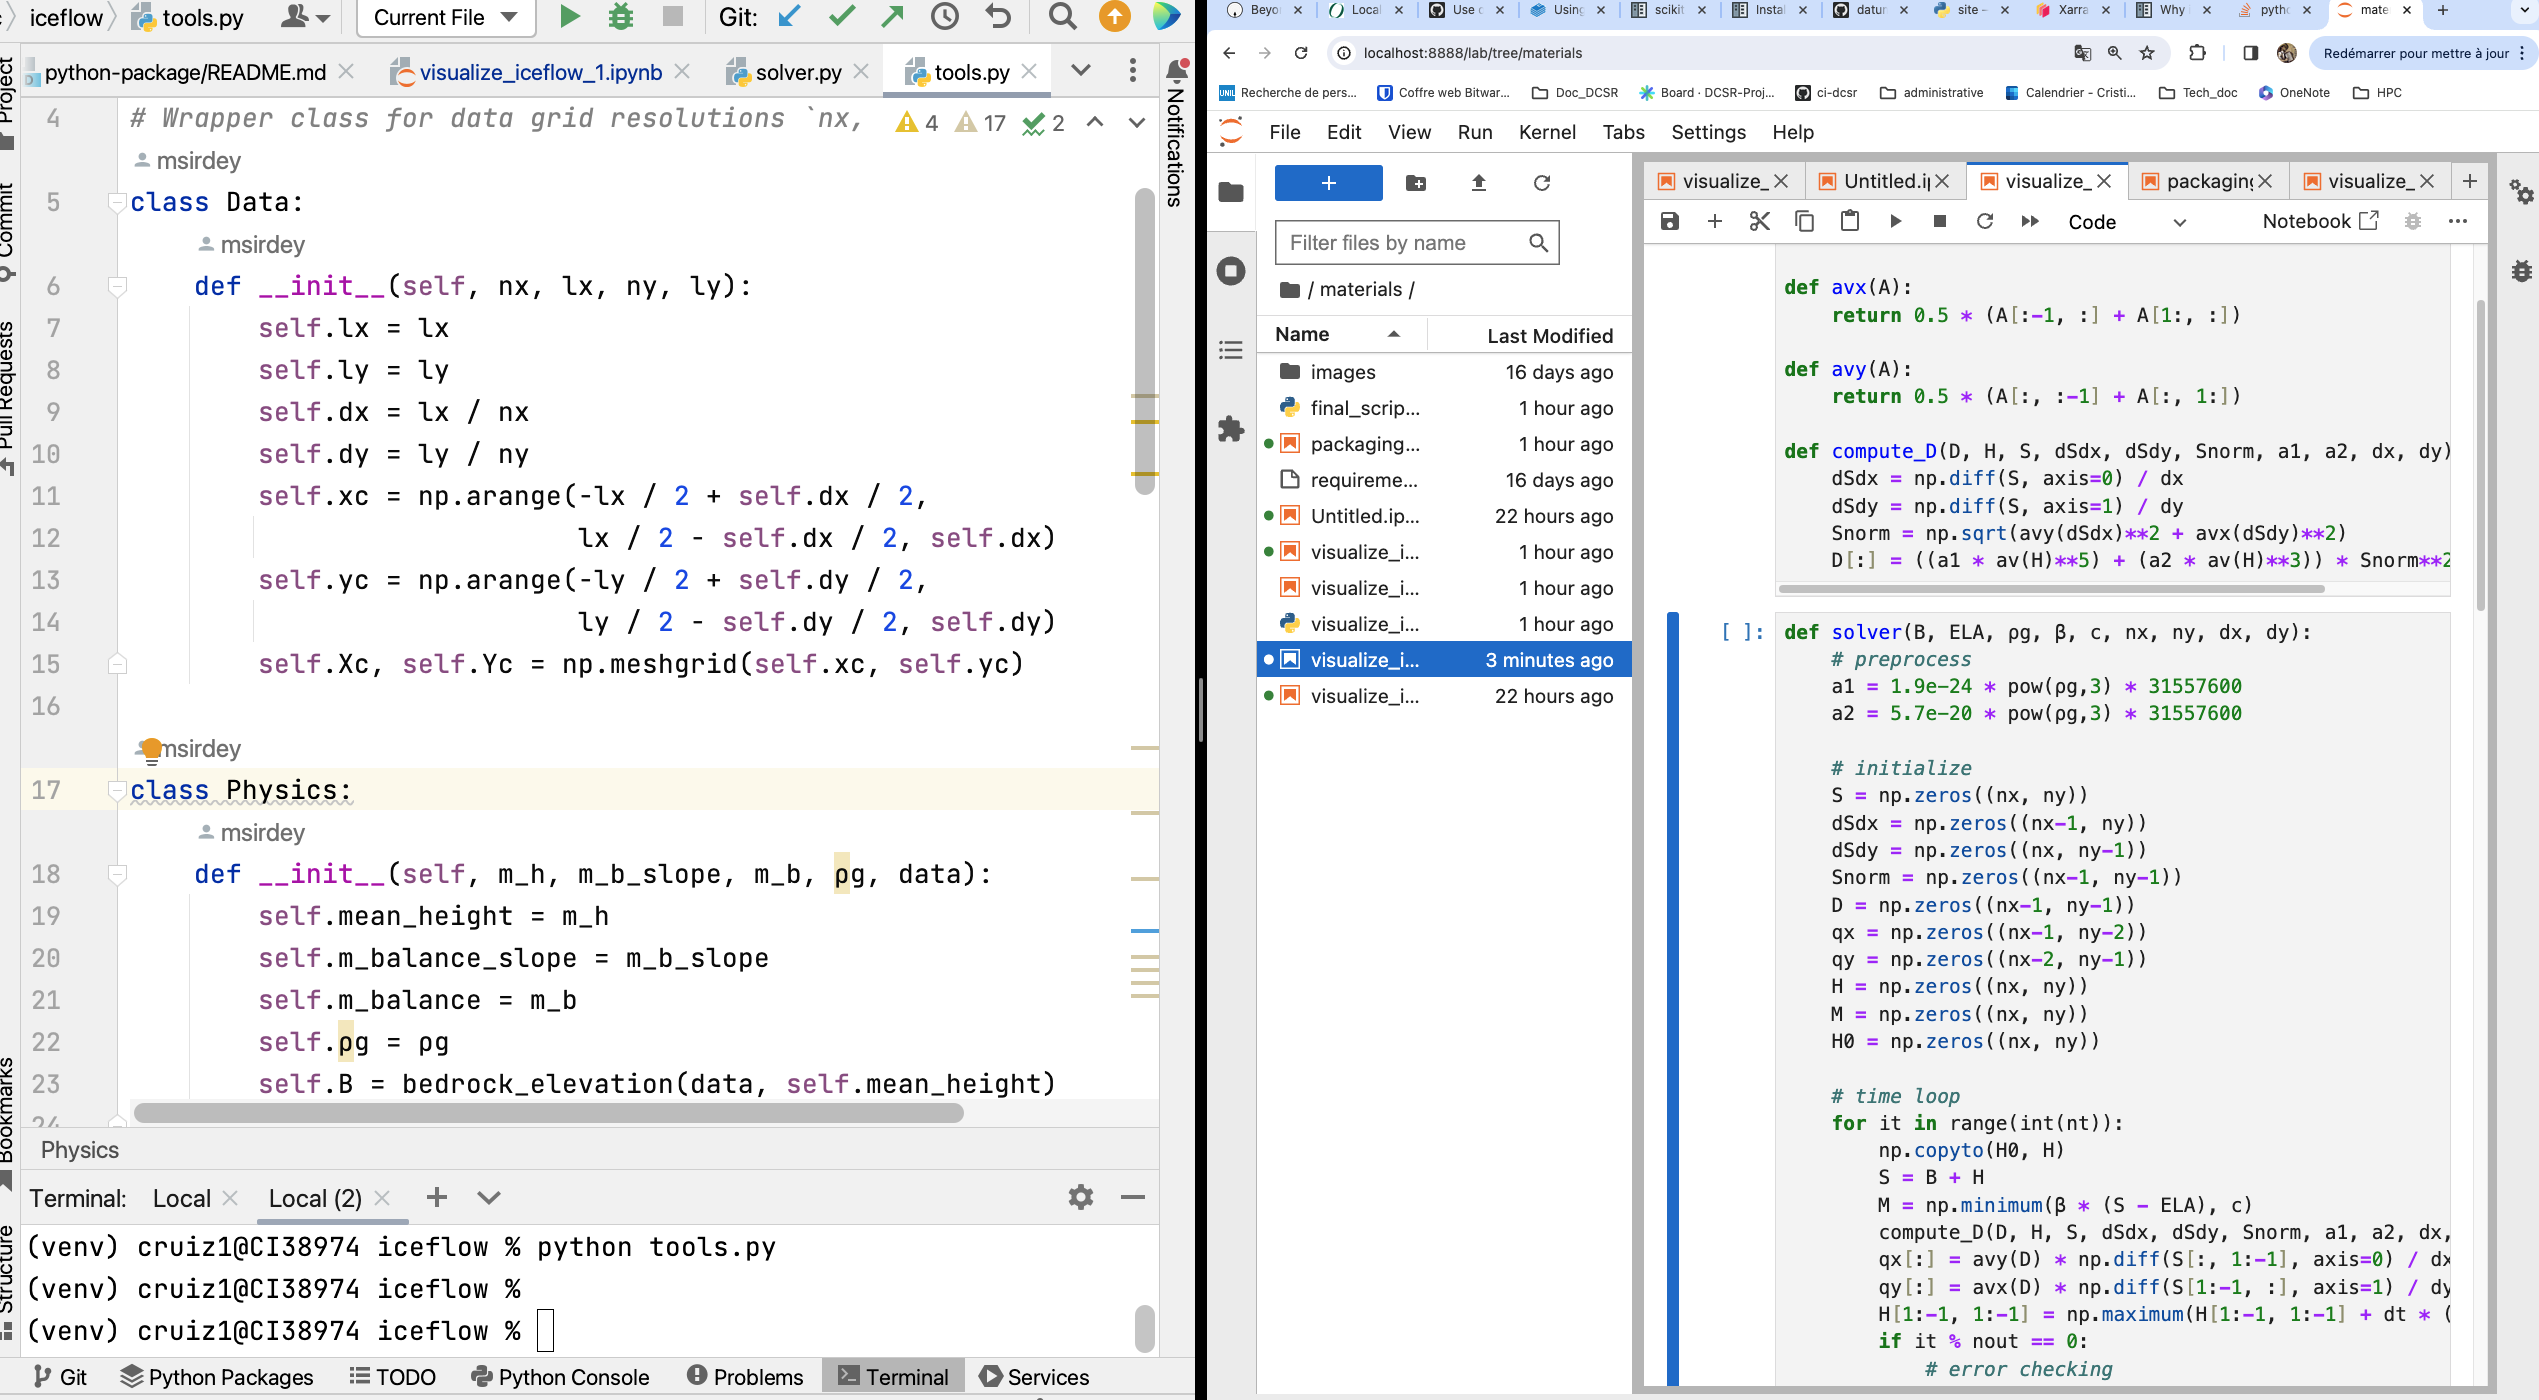 iceflow
tools.py
Current File
Git:
python-package/README.md
visualize_iceflow_1.ipynb
solver.py
tools.py
Project
Commit
Pull Requests
Bookmarks
Structure
Notifications
4 # Wrapper class for data grid resolutions `nx,
4 17 2
msirdey
5 class Data:
msirdey
6 def __init__(self, nx, lx, ny, ly):
7 self.lx = lx
8 self.ly = ly
9 self.dx = lx / nx
10 self.dy = ly / ny
11 self.xc = np.arange(-lx / 2 + self.dx / 2,
12 lx / 2 - self.dx / 2, self.dx)
13 self.yc = np.arange(-ly / 2 + self.dy / 2,
14 ly / 2 - self.dy / 2, self.dy)
15 self.Xc, self.Yc = np.meshgrid(self.xc, self.yc)
16
msirdey
17 class Physics:
msirdey
18 def __init__(self, m_h, m_b_slope, m_b, ρg, data):
19 self.mean_height = m_h
20 self.m_balance_slope = m_b_slope
21 self.m_balance = m_b
22 self.ρg = ρg
23 self.B = bedrock_elevation(data, self.mean_height)
24
Physics
Terminal: Local Local (2)
(venv) cruiz1@CI38974 iceflow % python tools.py
(venv) cruiz1@CI38974 iceflow %
(venv) cruiz1@CI38974 iceflow %
Git Python Packages TODO Python Console Problems Terminal Services
Beyo Local Use c Using scikit Instal datur site – Xarra Why pytho mate
localhost:8888/lab/tree/materials
Redémarrer pour mettre à jour
UNIL Recherche de pers... Coffre web Bitwar... Doc_DCSR Board · DCSR-Proj... ci-dcsr administrative Calendrier - Cristi... Tech_doc OneNote HPC
File Edit View Run Kernel Tabs Settings Help
Filter files by name
/ materials /
Name Last Modified
images 16 days ago
final_scrip... 1 hour ago
packaging... 1 hour ago
requireme... 16 days ago
Untitled.ip... 22 hours ago
visualize_i... 1 hour ago
visualize_i... 1 hour ago
visualize_i... 1 hour ago
visualize_i... 3 minutes ago
visualize_i... 22 hours ago
visualize_ Untitled.i visualize_ packaging visualize_
Code
Notebook
def avx(A):
return 0.5 * (A[:-1, :] + A[1:, :])
def avy(A):
return 0.5 * (A[:, :-1] + A[:, 1:])
def compute_D(D, H, S, dSdx, dSdy, Snorm, a1, a2, dx, dy)
dSdx = np.diff(S, axis=0) / dx
dSdy = np.diff(S, axis=1) / dy
Snorm = np.sqrt(avy(dSdx)**2 + avx(dSdy)**2)
D[:] = ((a1 * av(H)**5) + (a2 * av(H)**3)) * Snorm**2
[ ]: def solver(B, ELA, ρg, β, c, nx, ny, dx, dy):
# preprocess
a1 = 1.9e-24 * pow(ρg,3) * 31557600
a2 = 5.7e-20 * pow(ρg,3) * 31557600
# initialize
S = np.zeros((nx, ny))
dSdx = np.zeros((nx-1, ny))
dSdy = np.zeros((nx, ny-1))
Snorm = np.zeros((nx-1, ny-1))
D = np.zeros((nx-1, ny-1))
qx = np.zeros((nx-1, ny-2))
qy = np.zeros((nx-2, ny-1))
H = np.zeros((nx, ny))
M = np.zeros((nx, ny))
H0 = np.zeros((nx, ny))
# time loop
for it in range(int(nt)):
np.copyto(H0, H)
S = B + H
M = np.minimum(β * (S - ELA), c)
compute_D(D, H, S, dSdx, dSdy, Snorm, a1, a2, dx,
qx[:] = avy(D) * np.diff(S[:, 1:-1], axis=0) / dx
qy[:] = avx(D) * np.diff(S[1:-1, :], axis=1) / dy
H[1:-1, 1:-1] = np.maximum(H[1:-1, 1:-1] + dt * (
if it % nout == 0:
# error checking